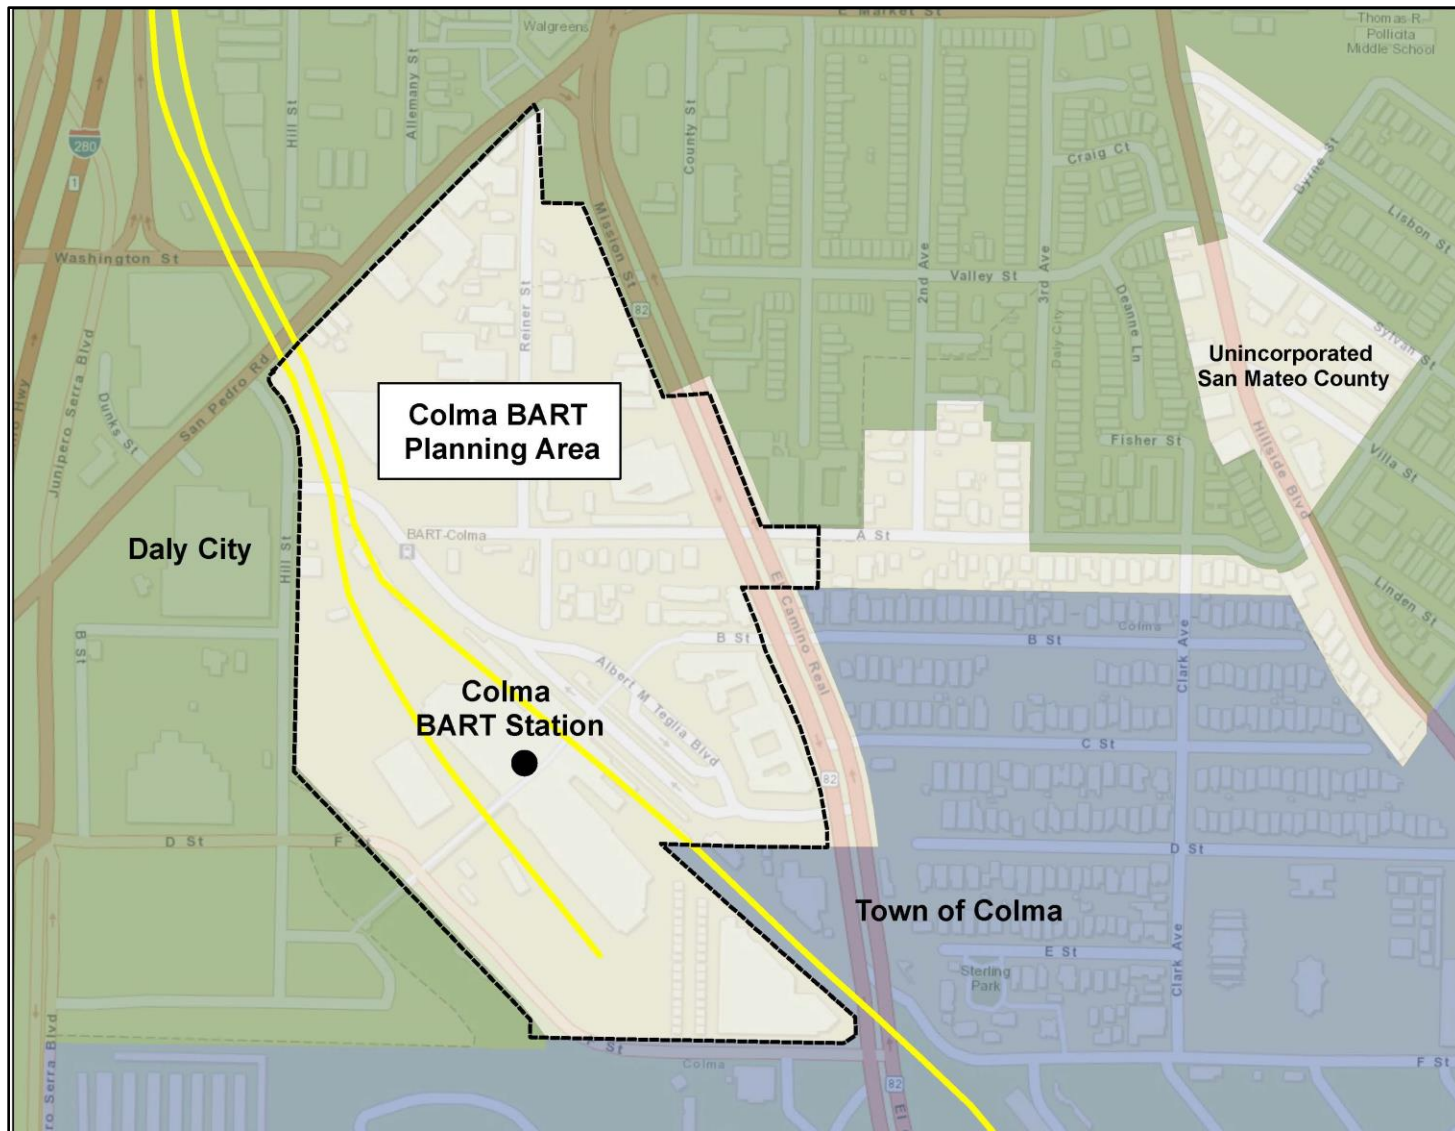 E Market St
Walgreens
Thomas R
Pollicita
Middle School
Hill St
Allemany St
County St
280
1
Craig Ct
Byrne St
Lisbon St
Mission St
2nd Ave
3rd Ave
Washington St
Valley St
Reiner St
82
Deanne Ln
Daly City
Sylvan St
Junipero Serra Blvd
San Pedro Rd
Dunks St
Unincorporated
San Mateo County
Colma BART
Planning Area
Fisher St
Hillside Blvd
Villa St
BART-Colma
A St
Daly City
Hill St
El Camino Real
Linden St
B St
B St
B St
Colma
Clark Ave
Albert M Teglia Blvd
Colma
BART Station
C St
82
D St
F St
D St
Town of Colma
E St
Sterling
Park
Clark Ave
F St
Colma
F St
82
El